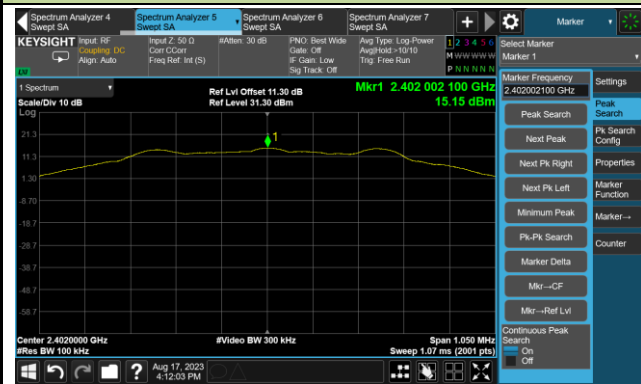 Spectrum Analyzer 4
Swept SA
Spectrum Analyzer 5
Swept SA
Spectrum Analyzer 6
Swept SA
Spectrum Analyzer 7
Swept SA
Marker
KEYSIGHT
Input: RF
Coupling: DC
Align: Auto
Input Z: 50 Ω
Corr CCorr
Freq Ref: Int (S)
#Atten: 30 dB
PNO: Best Wide
Gate: Off
IF Gain: Low
Sig Track: Off
Avg Type: Log-Power
Avg|Hold:>10/10
Trig: Free Run
1 2 3 4 5 6
M W W W W W
P N N N N N
LXI
Select Marker
Marker 1
1 Spectrum
Scale/Div 10 dB
Log
Ref Lvl Offset 11.30 dB
Ref Level 31.30 dBm
Mkr1 2.402 002 100 GHz
15.15 dBm
1
21.3
11.3
1.30
-8.70
-18.7
-28.7
-38.7
-48.7
-58.7
Center 2.4020000 GHz
#Res BW 100 kHz
#Video BW 300 kHz
Span 1.050 MHz
Sweep 1.07 ms (2001 pts)
Marker Frequency
2.402002100 GHz
Peak Search
Next Peak
Next Pk Right
Next Pk Left
Minimum Peak
Pk-Pk Search
Marker Delta
Mkr→CF
Mkr→Ref Lvl
Continuous Peak
Search
On
Off
Settings
Peak
Search
Pk Search
Config
Properties
Marker
Function
Marker→
Counter
Aug 17, 2023
4:12:03 PM